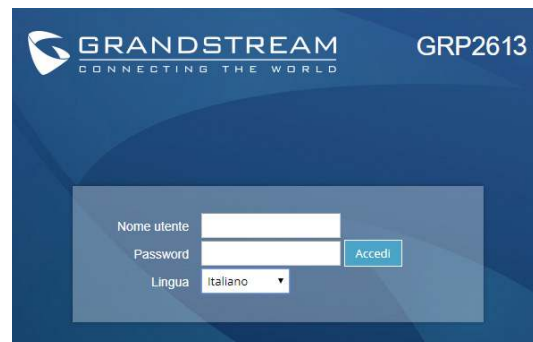 GRANDSTREAM
CONNECTING THE WORLD
GRP2613
Nome utente
Password
Accedi
Lingua
Italiano